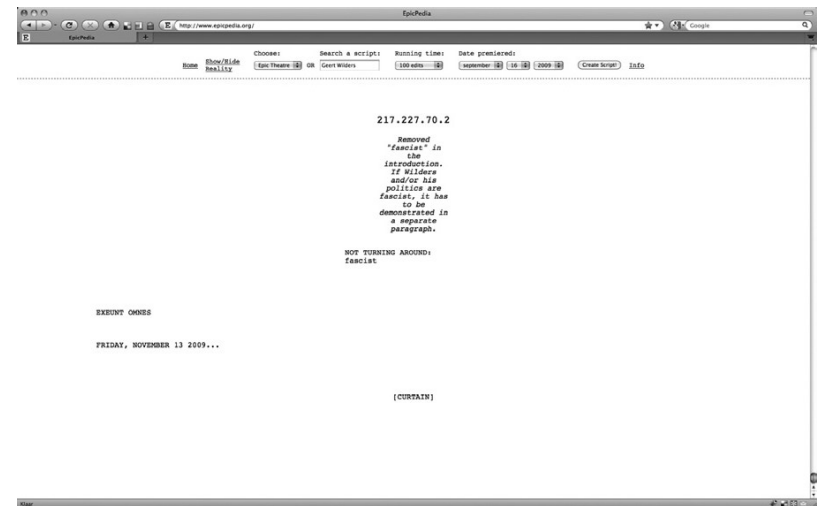 EpicPedia
http://www.epicpedia.org/
Google
EpicPedia
Choose: Search a script: Running time: Date premiered:
Home Show/Hide Reality Epic Theatre OR Geert Wilders 100 edits september 16 2009 Create Script! Info
217.227.70.2
Removed
"fascist" in
the
introduction.
If Wilders
and/or his
politics are
fascist, it has
to be
demonstrated in
a separate
paragraph.
NOT TURNING AROUND:
fascist
EXEUNT OMNES
FRIDAY, NOVEMBER 13 2009...
[CURTAIN]
Klaar